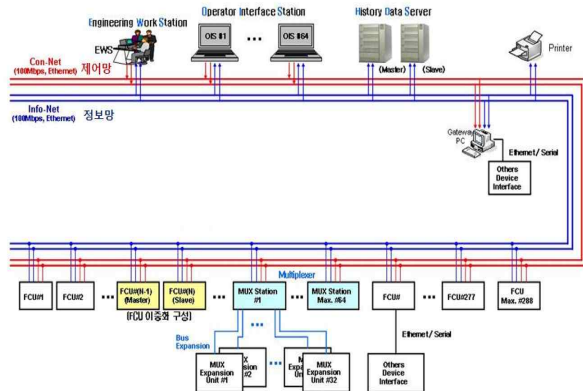 Engineering Work Station
EWS
Operator Interface Station
OIS #1
...
OIS #64
History Data Server
(Master)
(Slave)
Printer
Con-Net 제어망
(100Mbps, Ethernet)
Info-Net 정보망
(100Mbps, Ethernet)
Gateway
PC
Ethernet / Serial
Others
Device
Interface
Multiplexer
FCU#1
FCU#2
...
FCU#(N-1)
(Master)
FCU#(N)
(Slave)
...
MUX Station
#1
...
MUX Station
Max. #64
FCU#
...
FCU#277
...
FCU
Max. #288
[FCU 이중화 구성]
Bus
Expansion
...
Ethernet / Serial
MUX
Expansion
Unit #1
#2
...
MUX
Expansion
Unit #32
Others
Device
Interface